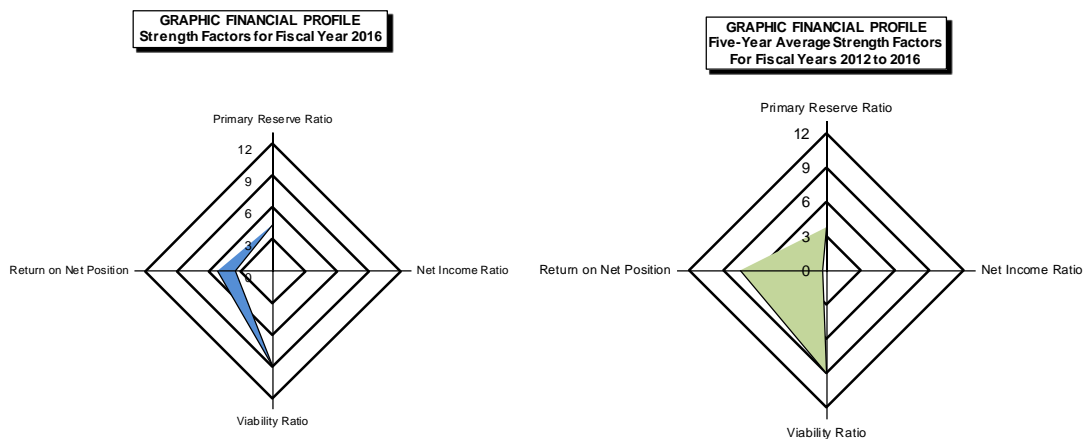 GRAPHIC FINANCIAL PROFILE
Strength Factors for Fiscal Year 2016
Primary Reserve Ratio
12
9
6
3
0
Return on Net Position
Net Income Ratio
Viability Ratio
GRAPHIC FINANCIAL PROFILE
Five-Year Average Strength Factors
For Fiscal Years 2012 to 2016
Primary Reserve Ratio
12
9
6
3
0
Return on Net Position
Net Income Ratio
Viability Ratio